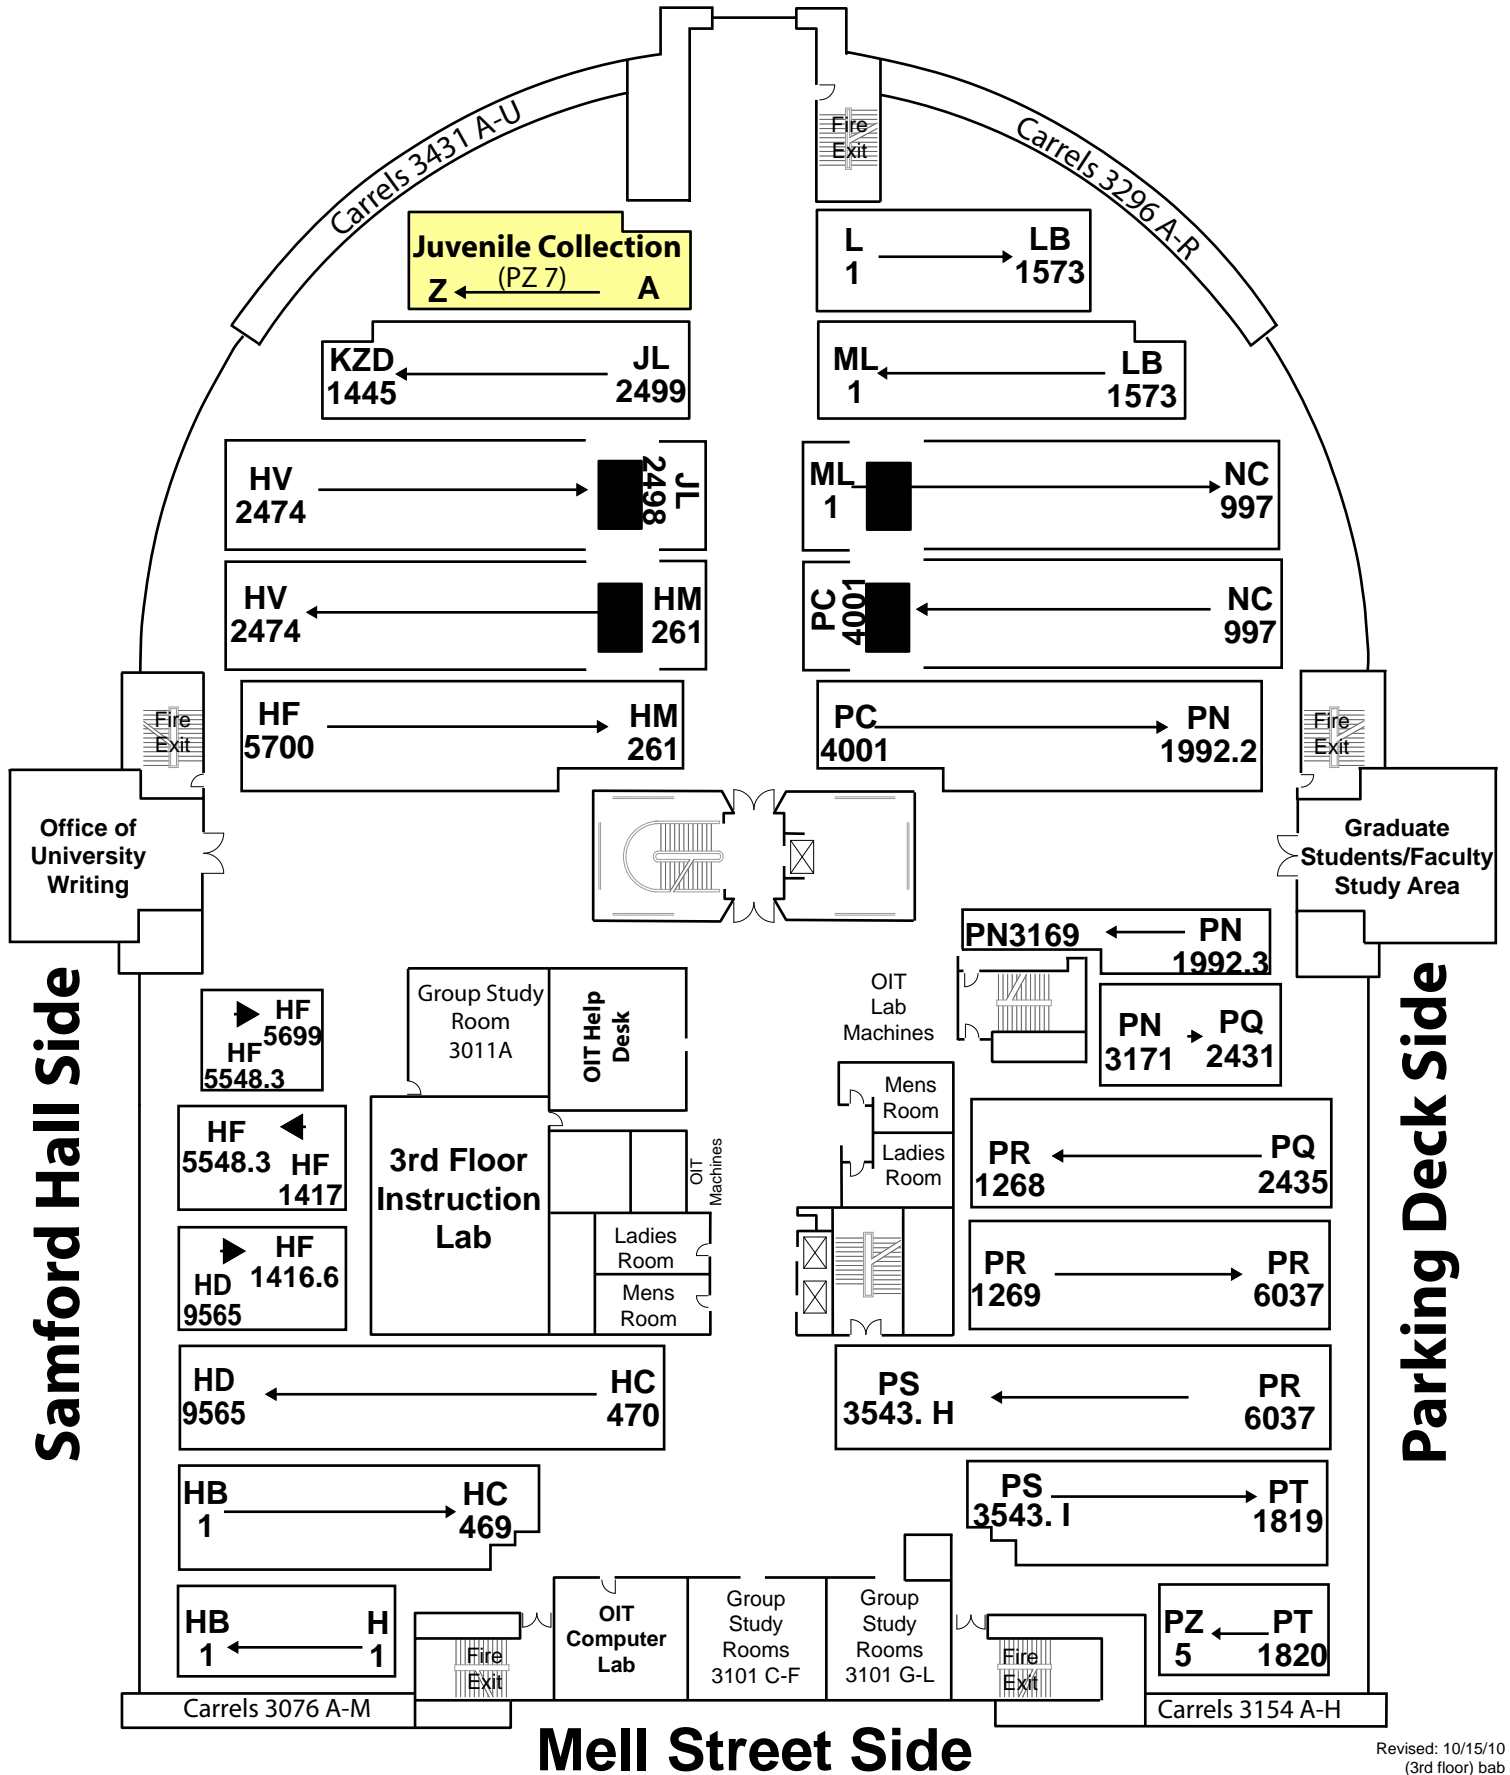 Carrels 3431 A-U
Fire
Exit
Carrels 3296 A-R
Juvenile Collection
(PZ 7)
Z A
L
1
LB
1573
KZD
1445
JL
2499
ML
1
LB
1573
HV
2474
JL
2498
ML
1
NC
997
HV
2474
HM
261
PC
4001
NC
997
Fire
Exit
HF
5700
HM
261
PC
4001
PN
1992.2
Fire
Exit
Office of
University
Writing
Graduate
Students/Faculty
Study Area
PN3169
PN
1992.3
Samford Hall Side
Parking Deck Side
HF
5699
HF
5548.3
Group Study
Room
3011A
OIT Help
Desk
OIT
Lab
Machines
PN
3171
PQ
2431
HF
5548.3
HF
1417
3rd Floor
Instruction
Lab
OIT
Machines
Mens
Room
Ladies
Room
PR
1268
PQ
2435
HF
1416.6
HD
9565
Ladies
Room
Mens
Room
PR
1269
PR
6037
HD
9565
HC
470
PS
3543. H
PR
6037
HB
1
HC
469
PS
3543. I
PT
1819
HB
1
H
1
Fire
Exit
OIT
Computer
Lab
Group
Study
Rooms
3101 C-F
Group
Study
Rooms
3101 G-L
Fire
Exit
PZ
5
PT
1820
Carrels 3076 A-M
Carrels 3154 A-H
Mell Street Side
Revised: 10/15/10
(3rd floor) bab